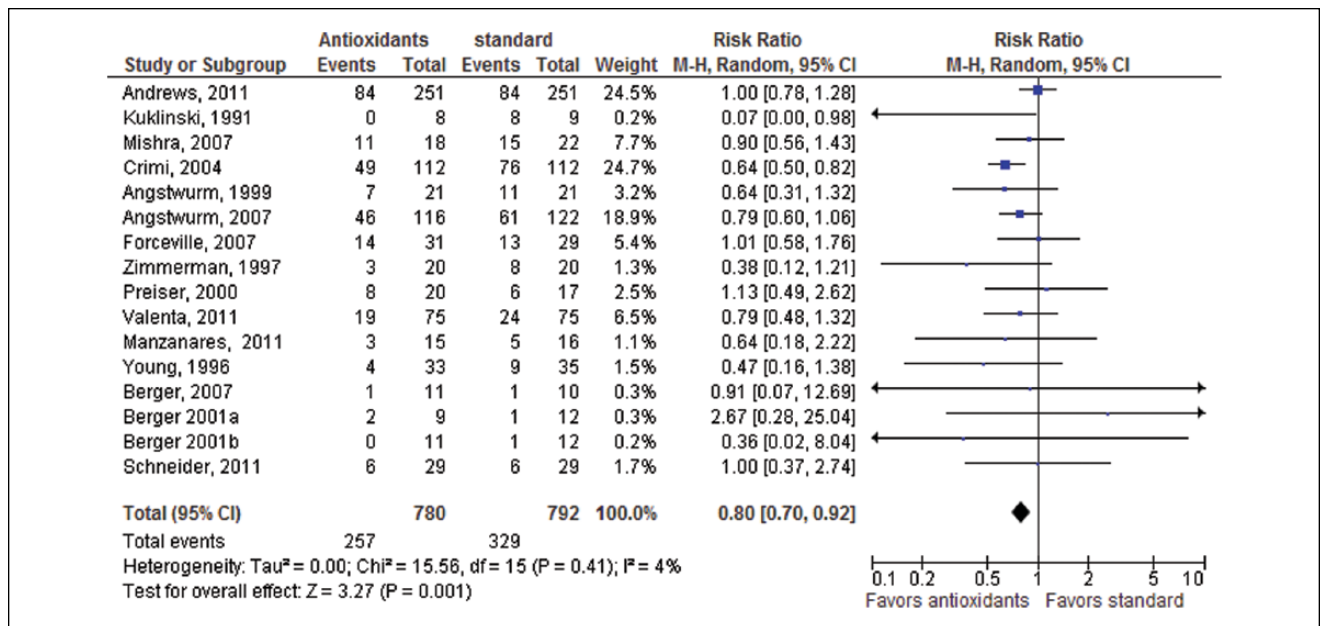 Antioxidants standard Risk Ratio Risk Ratio
Study or Subgroup Events Total Events Total Weight M-H, Random, 95% CI M-H, Random, 95% CI
Andrews, 2011 84 251 84 251 24.5% 1.00 [0.78, 1.28]
Kuklinski, 1991 0 8 8 9 0.2% 0.07 [0.00, 0.98]
Mishra, 2007 11 18 15 22 7.7% 0.90 [0.56, 1.43]
Crimi, 2004 49 112 76 112 24.7% 0.64 [0.50, 0.82]
Angstwurm, 1999 7 21 11 21 3.2% 0.64 [0.31, 1.32]
Angstwurm, 2007 46 116 61 122 18.9% 0.79 [0.60, 1.06]
Forceville, 2007 14 31 13 29 5.4% 1.01 [0.58, 1.76]
Zimmerman, 1997 3 20 8 20 1.3% 0.38 [0.12, 1.21]
Preiser, 2000 8 20 6 17 2.5% 1.13 [0.49, 2.62]
Valenta, 2011 19 75 24 75 6.5% 0.79 [0.48, 1.32]
Manzanares, 2011 3 15 5 16 1.1% 0.64 [0.18, 2.22]
Young, 1996 4 33 9 35 1.5% 0.47 [0.16, 1.38]
Berger, 2007 1 11 1 10 0.3% 0.91 [0.07, 12.69]
Berger 2001a 2 9 1 12 0.3% 2.67 [0.28, 25.04]
Berger 2001b 0 11 1 12 0.2% 0.36 [0.02, 8.04]
Schneider, 2011 6 29 6 29 1.7% 1.00 [0.37, 2.74]
Total (95% CI) 780 792 100.0% 0.80 [0.70, 0.92]
Total events 257 329
Heterogeneity: Tau² = 0.00; Chi² = 15.56, df = 15 (P = 0.41); I² = 4%
Test for overall effect: Z = 3.27 (P = 0.001)
0.1 0.2 0.5 1 2 5 10
Favors antioxidants Favors standard